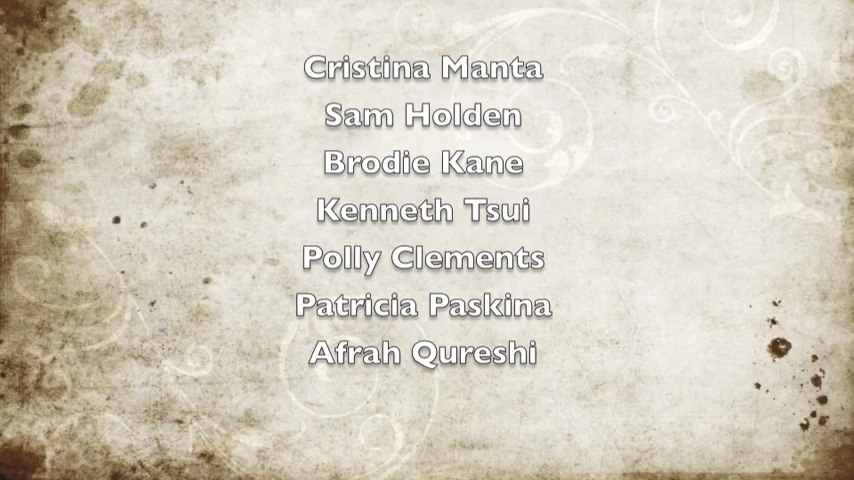 Cristina Manta
Sam Holden
Brodie Kane
Kenneth Tsui
Polly Clements
Patricia Paskina
Afrah Qureshi